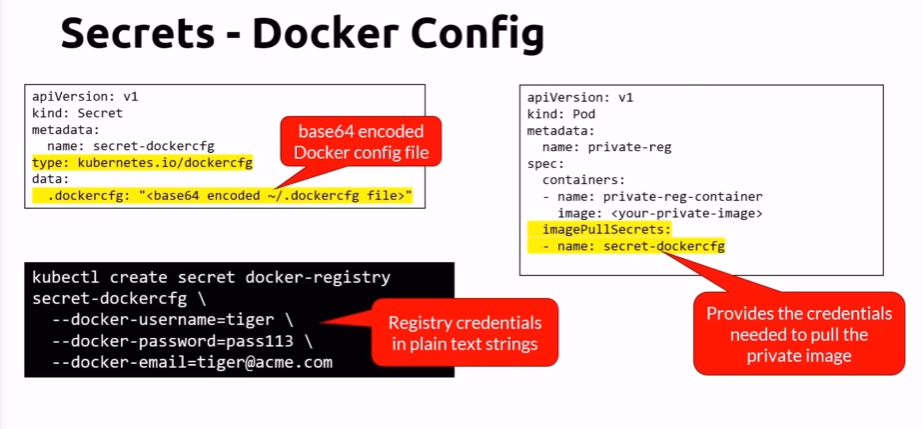 Secrets - Docker Config
apiVersion: v1
kind: Secret
metadata:
  name: secret-dockercfg
type: kubernetes.io/dockercfg
data:
  .dockercfg: "<base64 encoded ~/.dockercfg file>"
base64 encoded
Docker config file
kubectl create secret docker-registry
secret-dockercfg \
  --docker-username=tiger \
  --docker-password=pass113 \
  --docker-email=tiger@acme.com
Registry credentials
in plain text strings
apiVersion: v1
kind: Pod
metadata:
  name: private-reg
spec:
  containers:
  - name: private-reg-container
    image: <your-private-image>
  imagePullSecrets:
  - name: secret-dockercfg
Provides the credentials
needed to pull the
private image